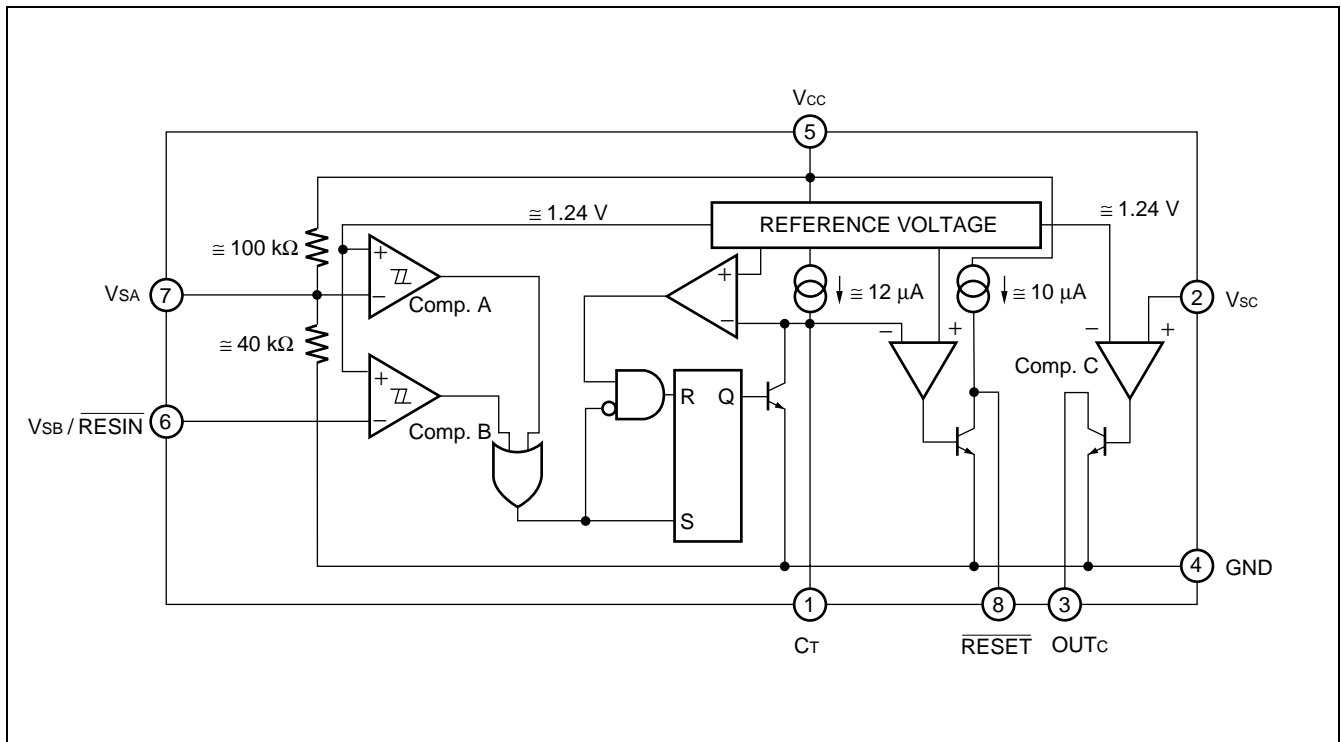 VCC
5
≅ 1.24 V
REFERENCE VOLTAGE
≅ 1.24 V
≅ 100 kΩ
+
−
Comp. A
VSA
7
≅ 40 kΩ
+
−
≅ 12 μA
≅ 10 μA
2
VSC
+
−
Comp. B
VSB / RESIN
6
−
+
−
+
Comp. C
R
Q
S
4
GND
1
8
3
CT
RESET
OUTC